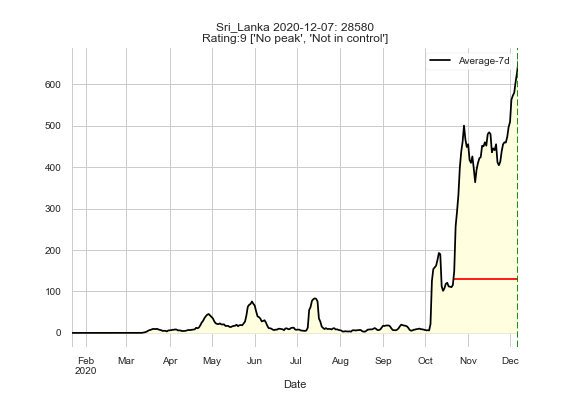 Sri_Lanka 2020-12-07: 28580
Rating:9 ['No peak', 'Not in control']
Average-7d
600
500
400
300
200
100
0
Feb Mar Apr May Jun Jul Aug Sep Oct Nov Dec
2020
Date